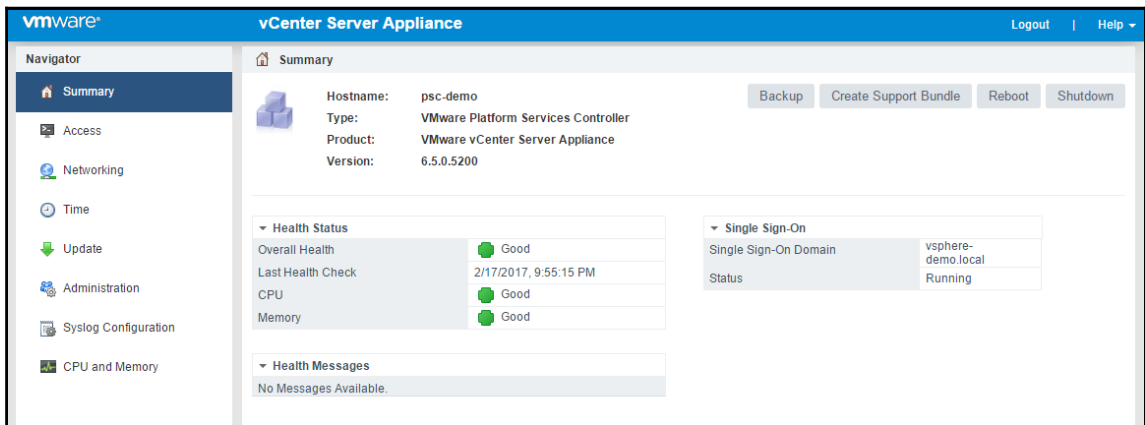 vmware® vCenter Server Appliance Logout | Help
Navigator
Summary
Access
Networking
Time
Update
Administration
Syslog Configuration
CPU and Memory
Summary
Hostname: psc-demo
Type: VMware Platform Services Controller
Product: VMware vCenter Server Appliance
Version: 6.5.0.5200
Backup Create Support Bundle Reboot Shutdown
Health Status
Overall Health Good
Last Health Check 2/17/2017, 9:55:15 PM
CPU Good
Memory Good
Health Messages
No Messages Available.
Single Sign-On
Single Sign-On Domain vsphere-
demo.local
Status Running